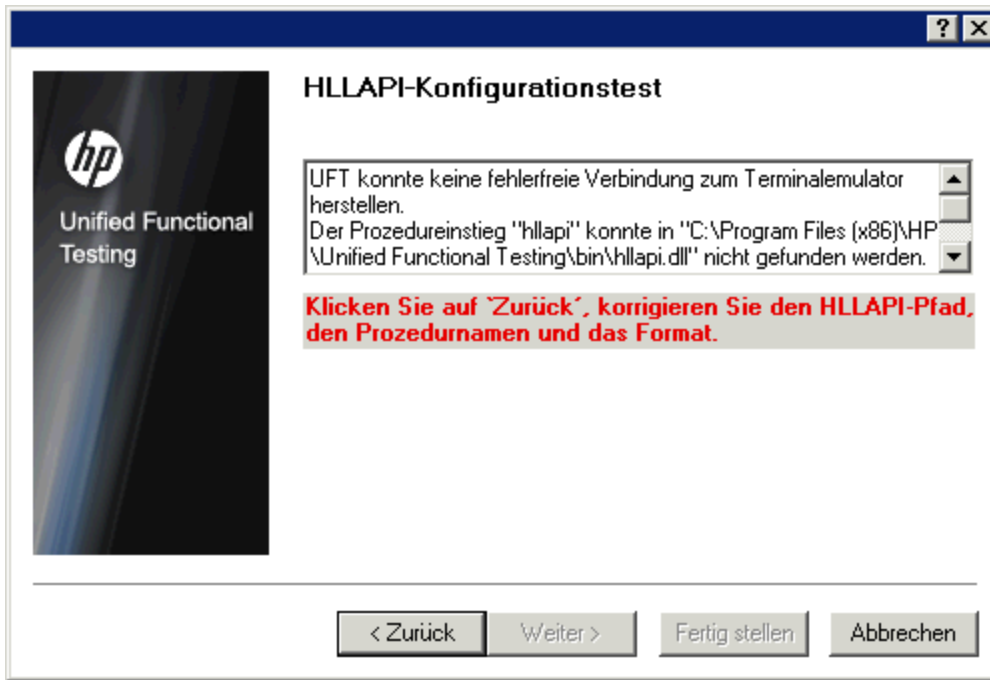 ?
HLLAPI-Konfigurationstest
hp
Unified Functional
Testing
UFT konnte keine fehlerfreie Verbindung zum Terminalemulator
herstellen.
Der Prozedureinstieg "hllapi" konnte in "C:\Program Files (x86)\HP
\Unified Functional Testing\bin\hllapi.dll" nicht gefunden werden.
Klicken Sie auf `Zurück´, korrigieren Sie den HLLAPI-Pfad,
den Prozedurnamen und das Format.
< Zurück
Weiter >
Fertig stellen
Abbrechen